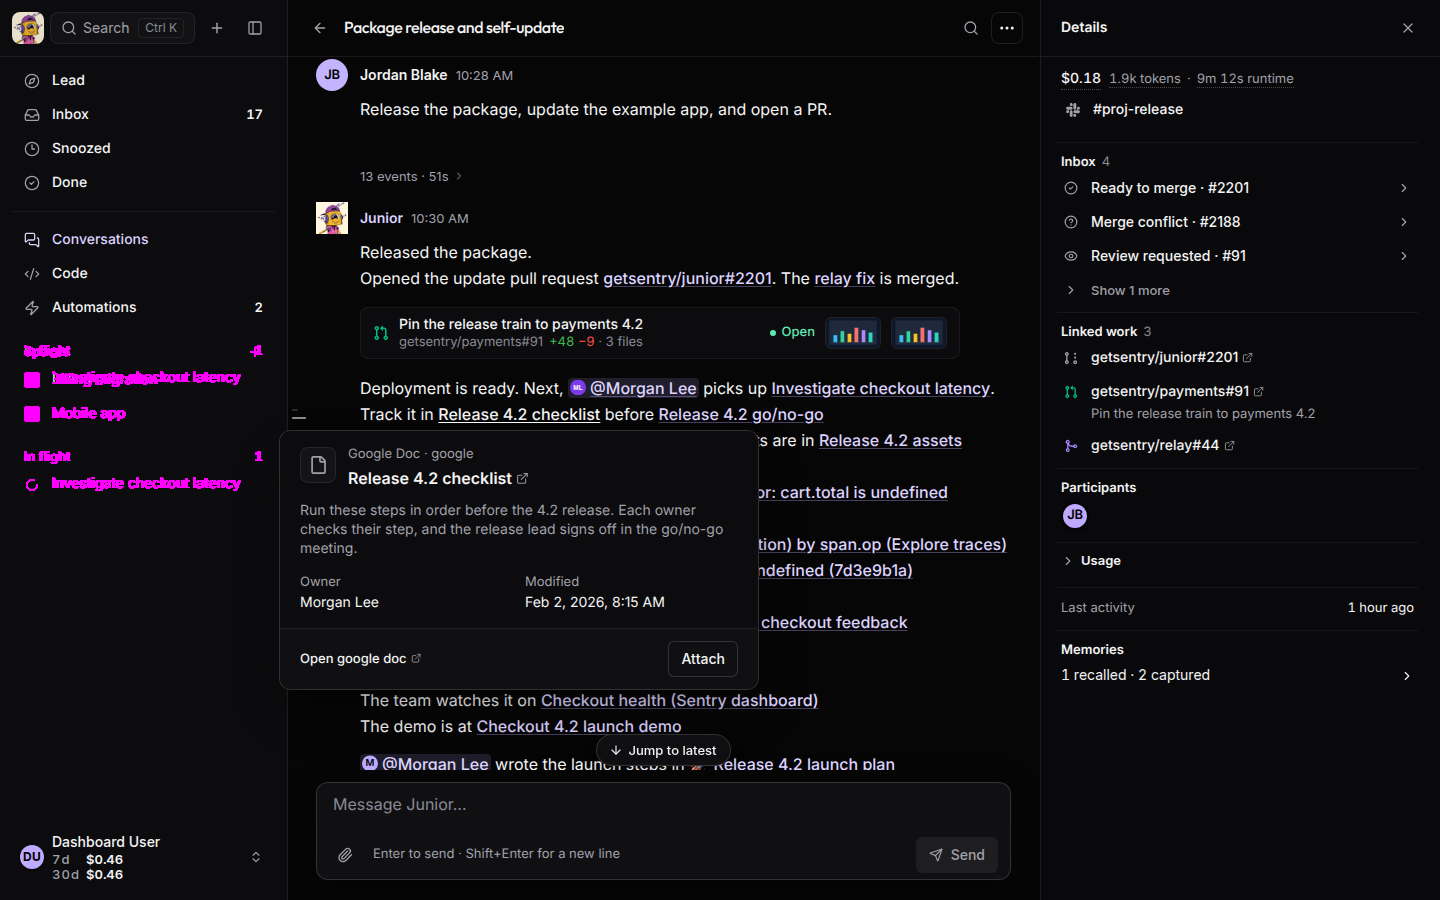 Search Ctrl K
Lead
Inbox 17
Snoozed
Done
Conversations
Code
Automations 2
checkout latency
Mobile app
In flight 1
Investigate checkout latency
DU
Dashboard User
7d $0.46
30d $0.46
Package release and self-update
JB
Jordan Blake 10:28 AM
Release the package, update the example app, and open a PR.
13 events · 51s
Junior 10:30 AM
Released the package.
Opened the update pull request getsentry/junior#2201. The relay fix is merged.
Pin the release train to payments 4.2
getsentry/payments#91 +48 −9 · 3 files
Open
Deployment is ready. Next, ML @Morgan Lee picks up Investigate checkout latency.
Track it in Release 4.2 checklist before Release 4.2 go/no-go
s are in Release 4.2 assets
Google Doc · google
Release 4.2 checklist
or: cart.total is undefined
Run these steps in order before the 4.2 release. Each owner
checks their step, and the release lead signs off in the go/no-go
meeting.
tion) by span.op (Explore traces)
ndefined (7d3e9b1a)
Owner
Morgan Lee
Modified
Feb 2, 2026, 8:15 AM
checkout feedback
Open google doc
Attach
The team watches it on Checkout health (Sentry dashboard)
The demo is at Checkout 4.2 launch demo
Jump to latest
M @Morgan Lee wrote the launch steps in 🚀 Release 4.2 launch plan
Message Junior...
Enter to send · Shift+Enter for a new line
Send
Details
$0.18 1.9k tokens · 9m 12s runtime
#proj-release
Inbox 4
Ready to merge · #2201
Merge conflict · #2188
Review requested · #91
Show 1 more
Linked work 3
getsentry/junior#2201
getsentry/payments#91
Pin the release train to payments 4.2
getsentry/relay#44
Participants
JB
Usage
Last activity 1 hour ago
Memories
1 recalled · 2 captured